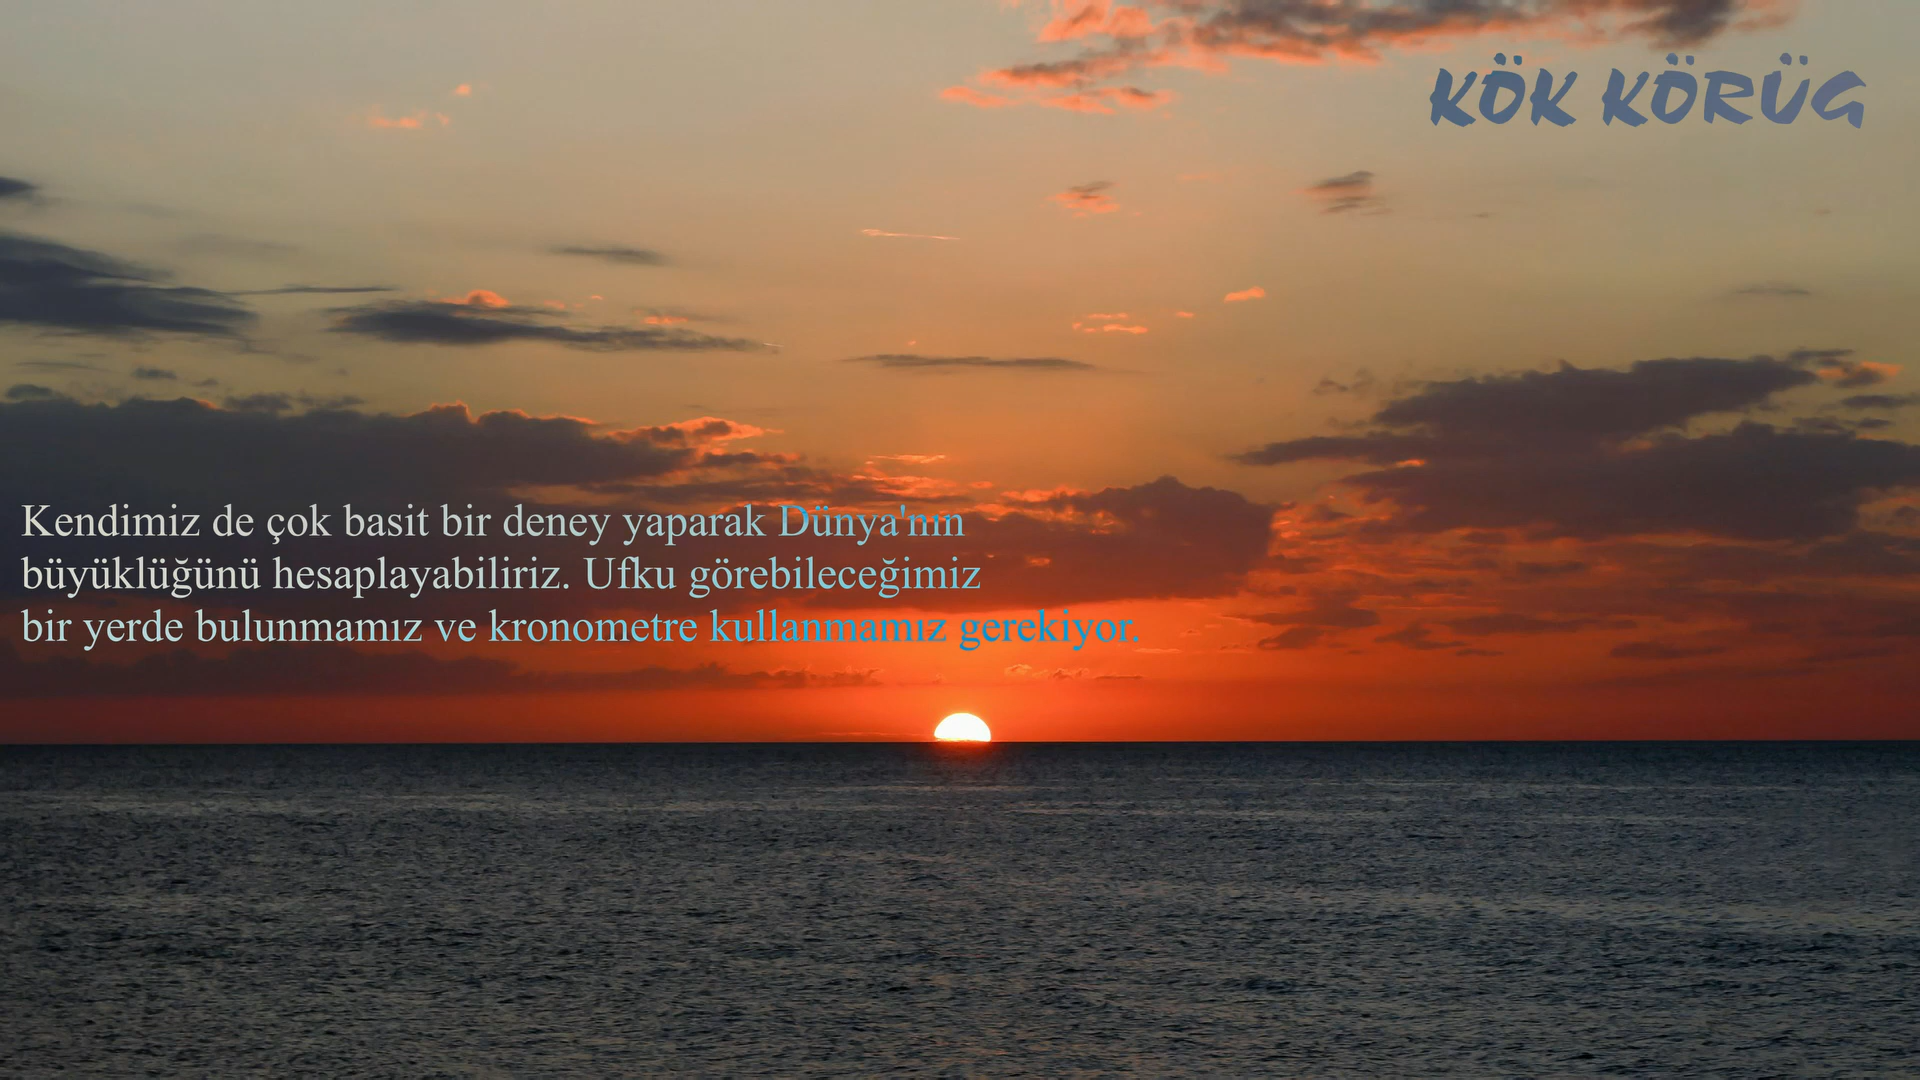 KÖK KÖRÜG
Kendimiz de çok basit bir deney yaparak Dünya'nın
büyüklüğünü hesaplayabiliriz. Ufku görebileceğimiz
bir yerde bulunmamız ve kronometre kullanmamız gerekiyor.